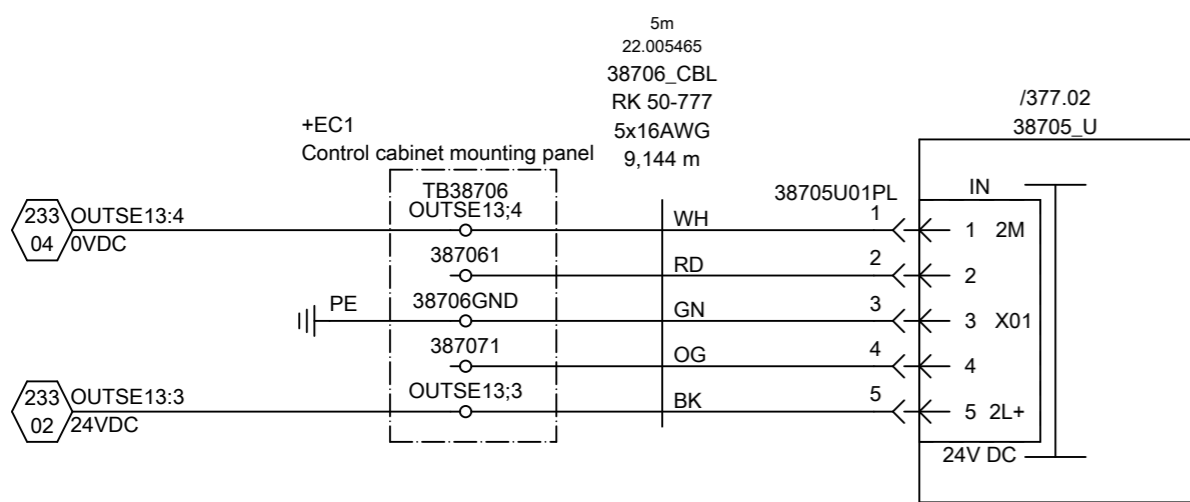 5m
22.005465
38706_CBL
RK 50-777
5x16AWG
9,144 m
/377.02
38705_U
+EC1
Control cabinet mounting panel
TB38706
38705U01PL
IN
233
04
OUTSE13:4
0VDC
OUTSE13;4
WH
1
1 2M
387061
RD
2
2
PE
38706GND
GN
3
3 X01
387071
OG
4
4
233
02
OUTSE13:3
24VDC
OUTSE13;3
BK
5
5 2L+
24V DC